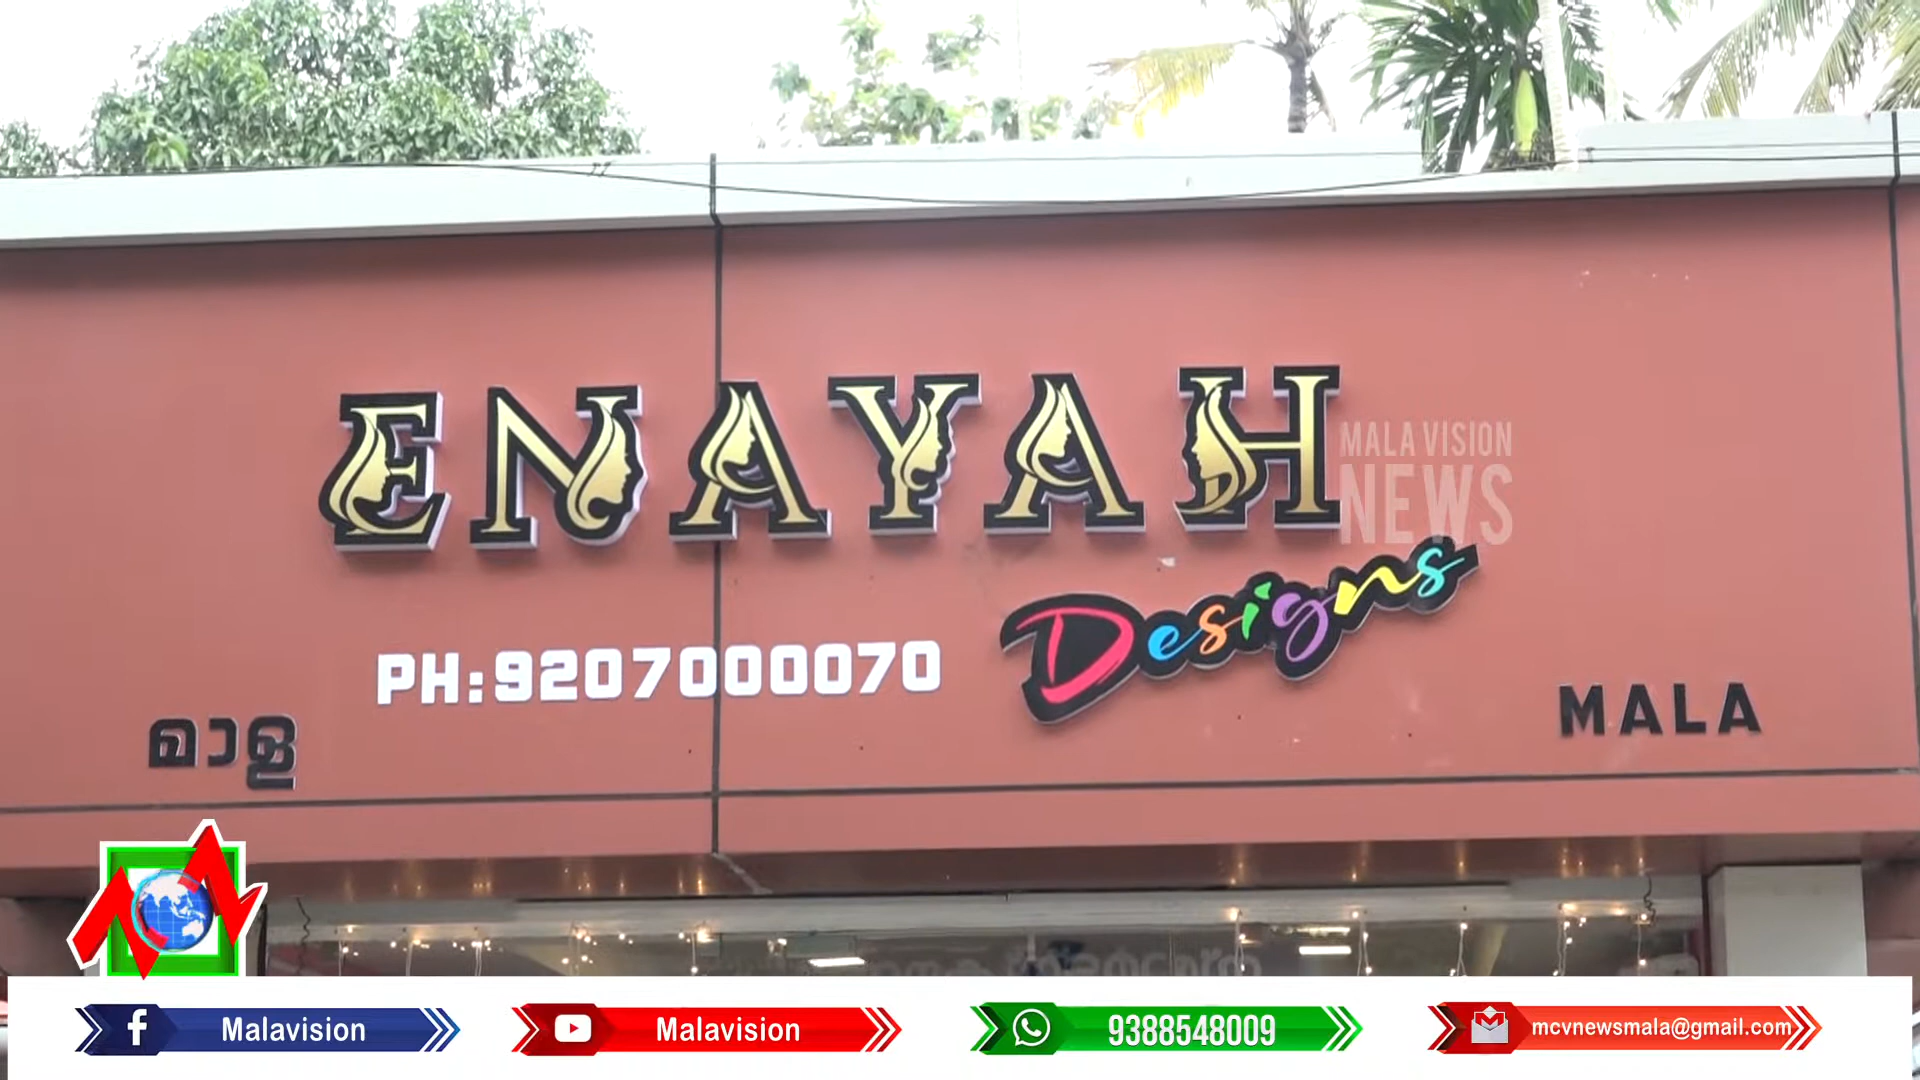 ENAYAH
MALA VISION
NEWS
Designs
PH:9207000070
മാള
MALA
Malavision
Malavision
9388548009
mcvnewsmala@gmail.com